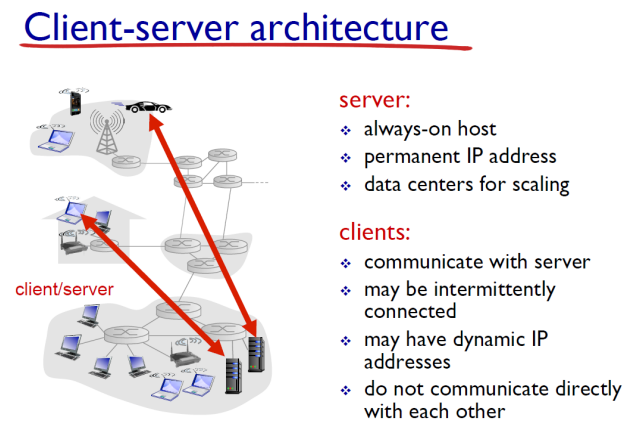 Client-server architecture
server:
always-on host
permanent IP address
data centers for scaling
clients:
communicate with server
may be intermittently
connected
may have dynamic IP
addresses
do not communicate directly
with each other
client/server